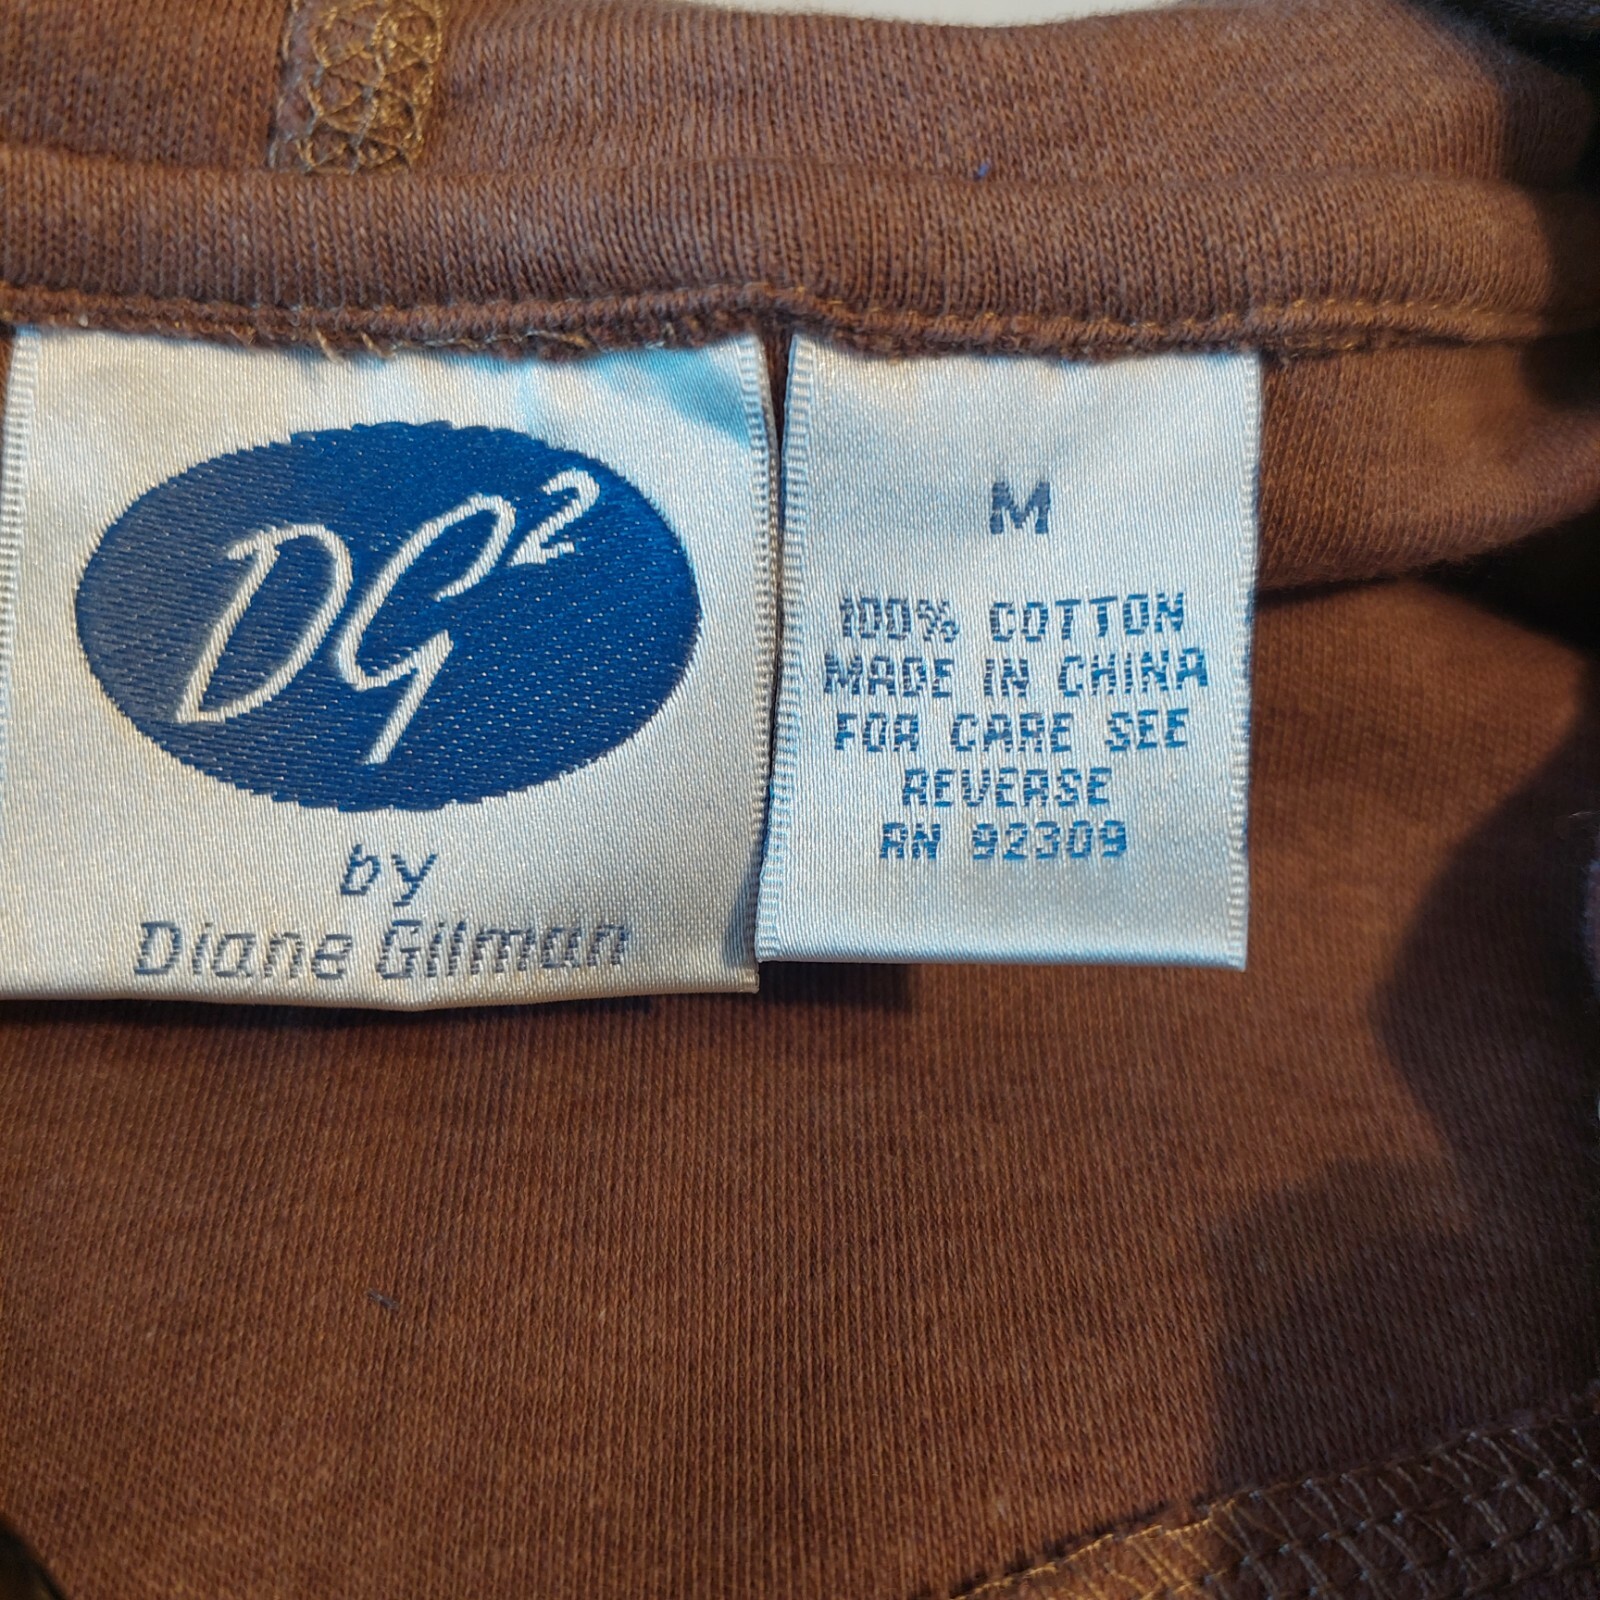 DG²
by
Diane Gilman
M
100% COTTON
MADE IN CHINA
FOR CARE SEE
REVERSE
RN 92309